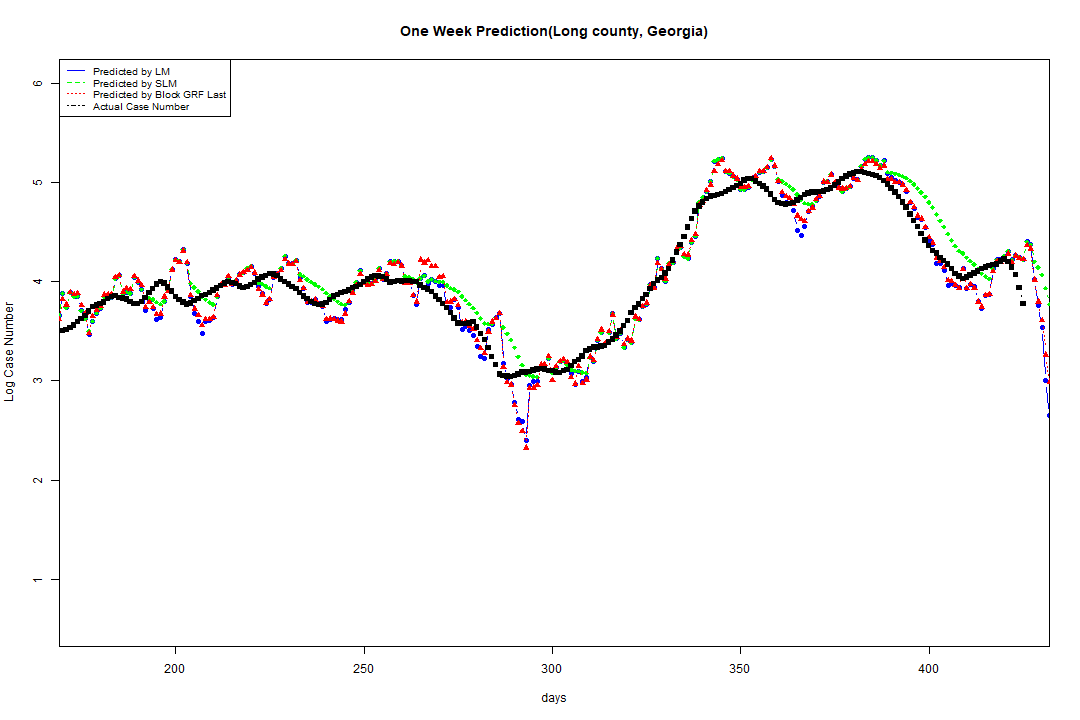 One Week Prediction(Long county, Georgia)
Predicted by LM
Predicted by SLM
Predicted by Block GRF Last
Actual Case Number
6
5
4
3
2
1
Log Case Number
200 250 300 350 400
days